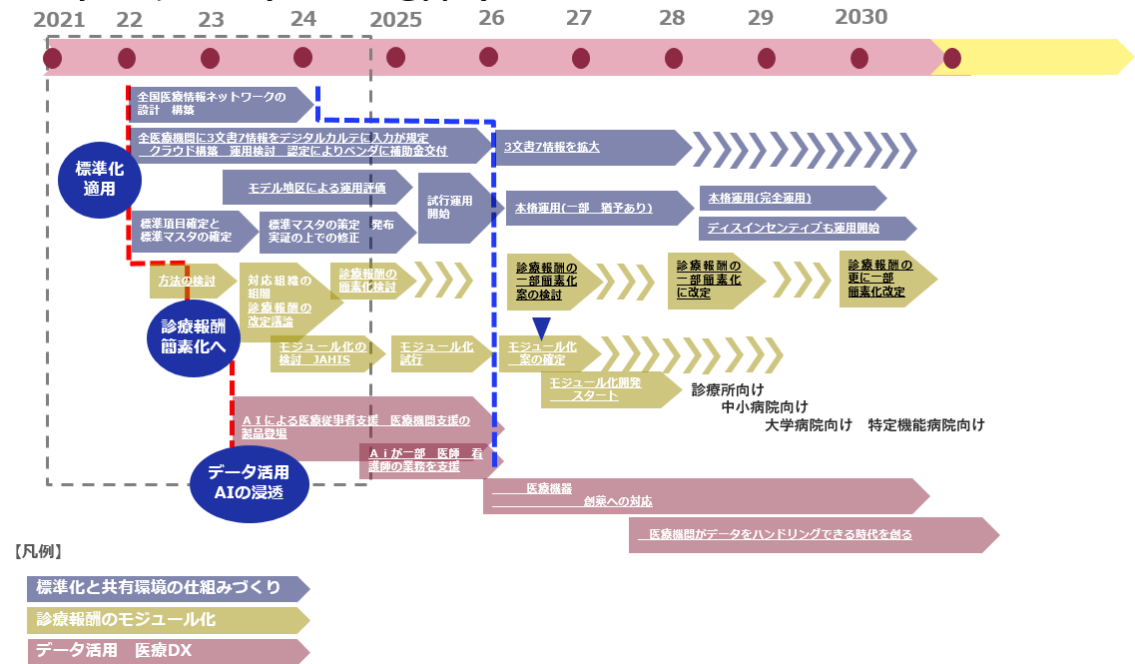 2021
22
23
24
2025
26
27
28
29
2030
全国医療情報ネットワークの
設計　構築
全医療機関に3文書7情報をデジタルカルテに入力が規定
クラウド構築　運用検討　認定によりベンダに補助金交付
3文書7情報を拡大
標準化
適用
モデル地区による運用評価
試行運用
開始
本格運用(一部　猶予あり)
本格運用(完全運用)
標準項目確定と
標準マスタの確定
標準マスタの策定　発布
実証の上での修正
ディスインセンティブも運用開始
方法の検討
対応組織の
組閣
診療報酬の
改定議論
診療報酬の
簡素化検討
診療報酬の
一部簡素化
案の検討
診療報酬の
一部簡素化
に改定
診療報酬の
更に一部
簡素化改定
診療報酬
簡素化へ
モジュール化の
検討　JAHIS
モジュール化
試行
モジュール化
案の確定
モジュール化開発
スタート
診療所向け
中小病院向け
大学病院向け　特定機能病院向け
AIによる医療従事者支援　医療機関支援の
製品登場
Aiが一部　医師　看
護師の業務を支援
データ活用
AIの浸透
医療機器
創薬への対応
医療機関がデータをハンドリングできる時代を創る
【凡例】
標準化と共有環境の仕組みづくり
診療報酬のモジュール化
データ活用　医療DX